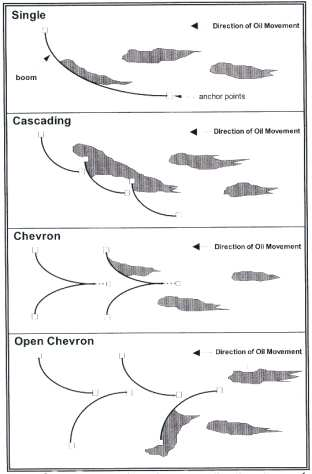 Single
Direction of Oil Movement
boom
anchor points
Cascading
Direction of Oil Movement
Chevron
Direction of Oil Movement
Open Chevron
Direction of Oil Movement